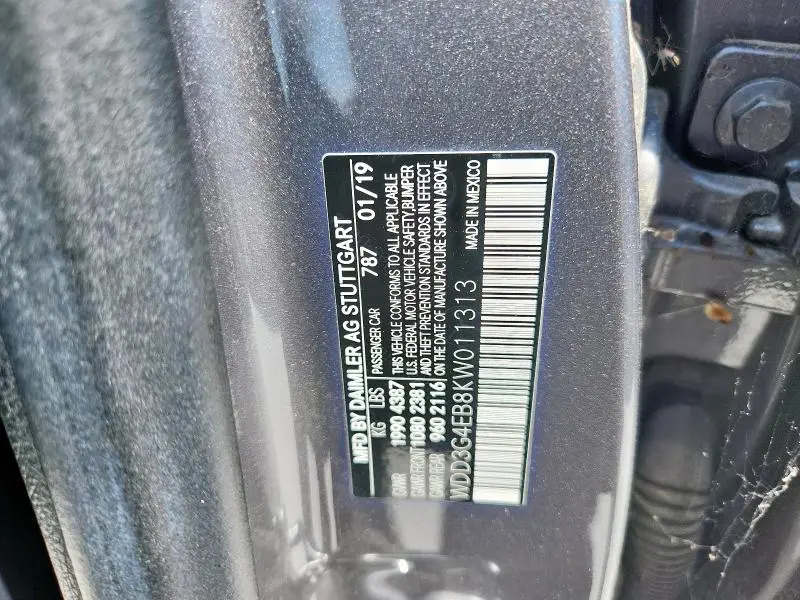 MFD BY DAIMLER AG STUTTGART
KG LBS PASSENGER CAR 787 01/19
GVWR 1990 4387 THIS VEHICLE CONFORMS TO ALL APPLICABLE
GAWR FRONT 1080 2381 U.S. FEDERAL MOTOR VEHICLE SAFETY, BUMPER
GAWR REAR 960 2116 AND THEFT PREVENTION STANDARDS IN EFFECT
ON THE DATE OF MANUFACTURE SHOWN ABOVE
WDD3G4EB8KW011313 MADE IN MEXICO